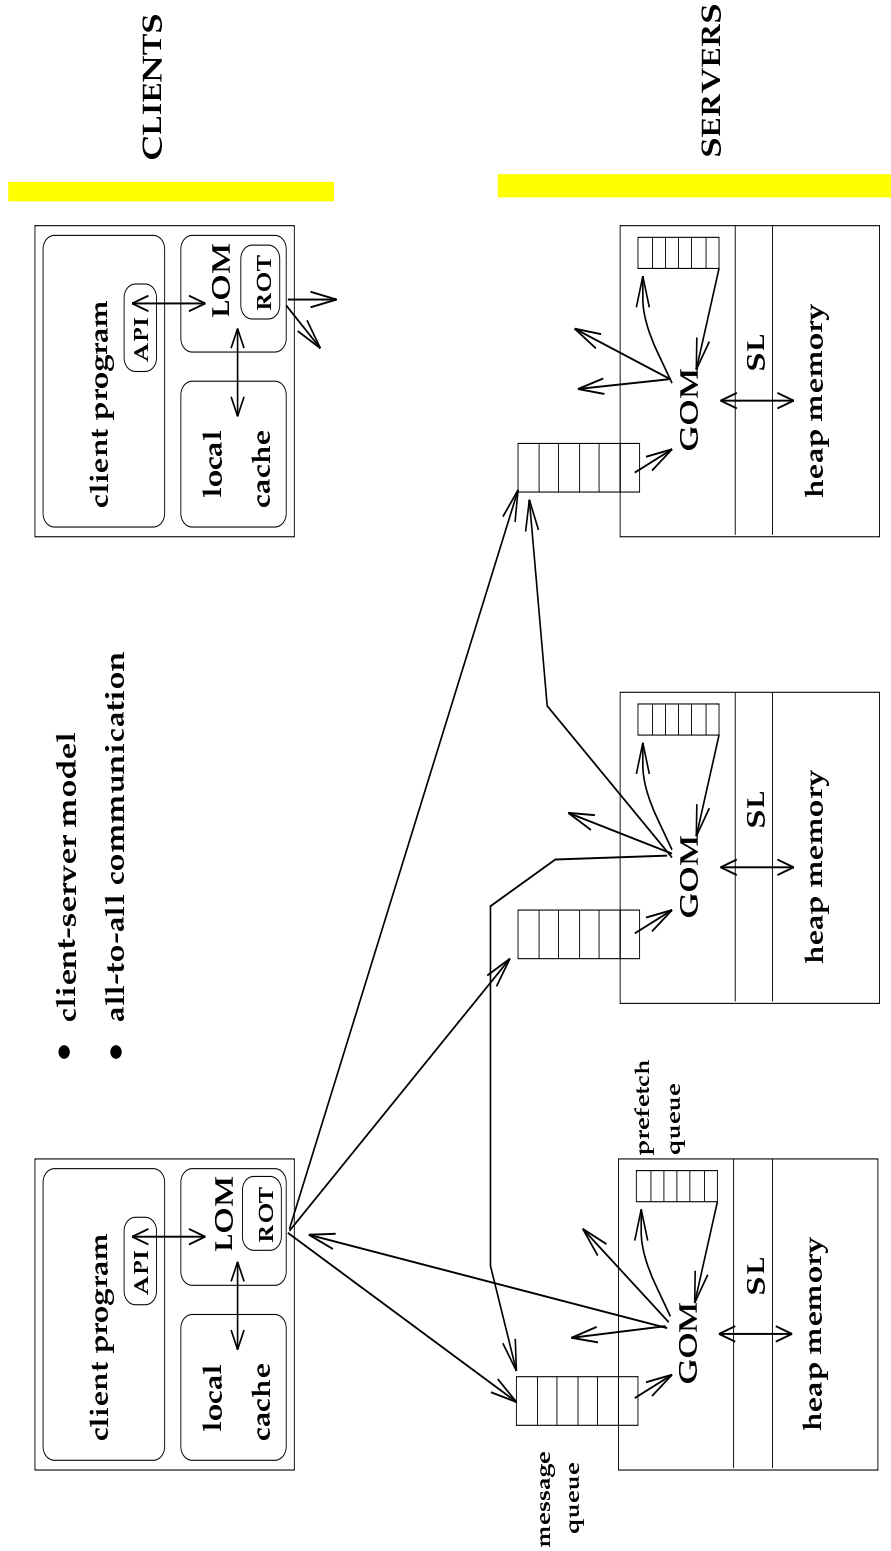 client program
API
LOM
ROT
local
cache
● client-server model
● all-to-all communication
client program
API
LOM
ROT
local
cache
CLIENTS
message
queue
GOM
SL
heap memory
prefetch
queue
GOM
SL
heap memory
GOM
SL
heap memory
SERVERS